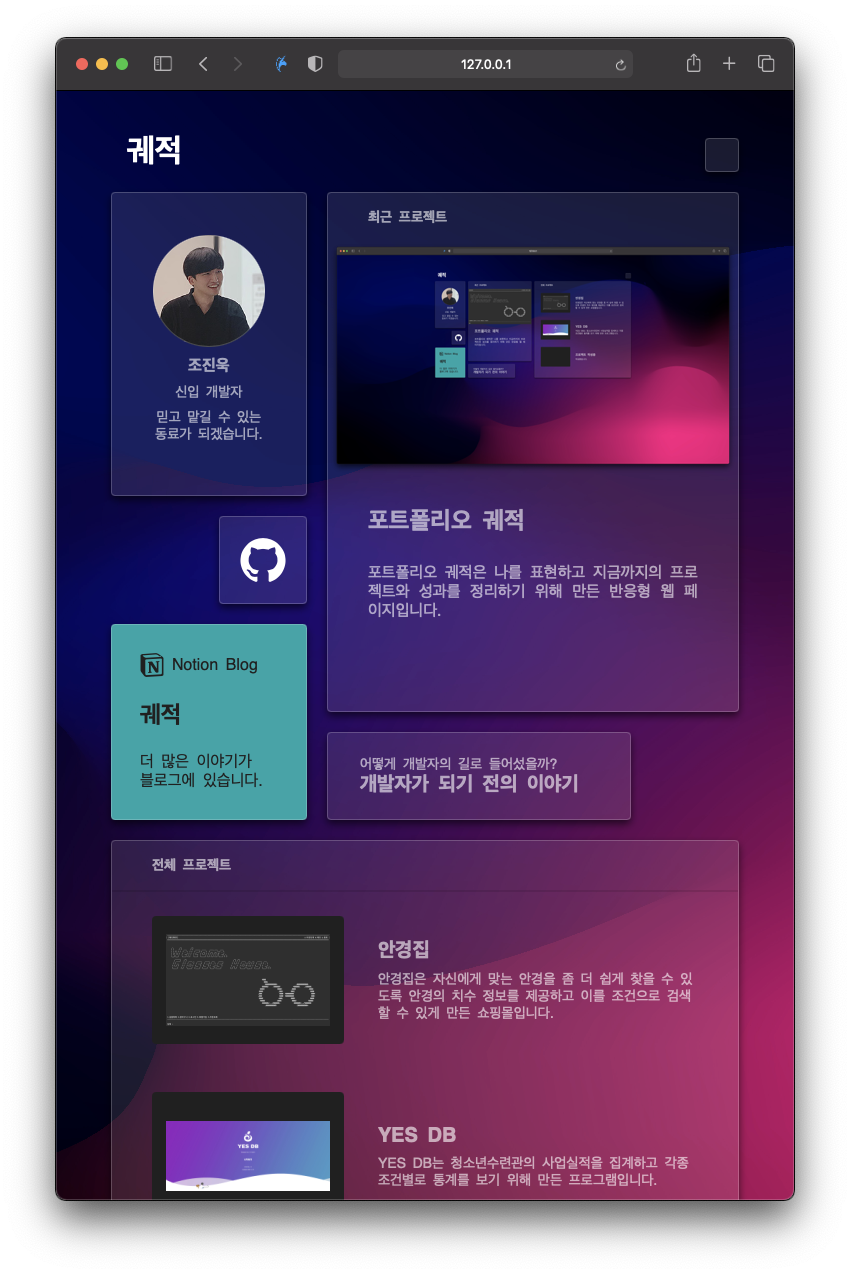 127.0.0.1
궤적
조진욱
신입 개발자
믿고 맡길 수 있는
동료가 되겠습니다.
최근 프로젝트
포트폴리오 궤적
포트폴리오 궤적은 나를 표현하고 지금까지의 프로
젝트와 성과를 정리하기 위해 만든 반응형 웹 페
이지입니다.
Notion Blog
궤적
더 많은 이야기가
블로그에 있습니다.
어떻게 개발자의 길로 들어섰을까?
개발자가 되기 전의 이야기
전체 프로젝트
Welcome.
Glasses House.
안경집
안경집은 자신에게 맞는 안경을 좀 더 쉽게 찾을 수 있
도록 안경의 치수 정보를 제공하고 이를 조건으로 검색
할 수 있게 만든 쇼핑몰입니다.
YES DB
YES DB
YES DB는 청소년수련관의 사업실적을 집계하고 각종
조건별로 통계를 보기 위해 만든 프로그램입니다.